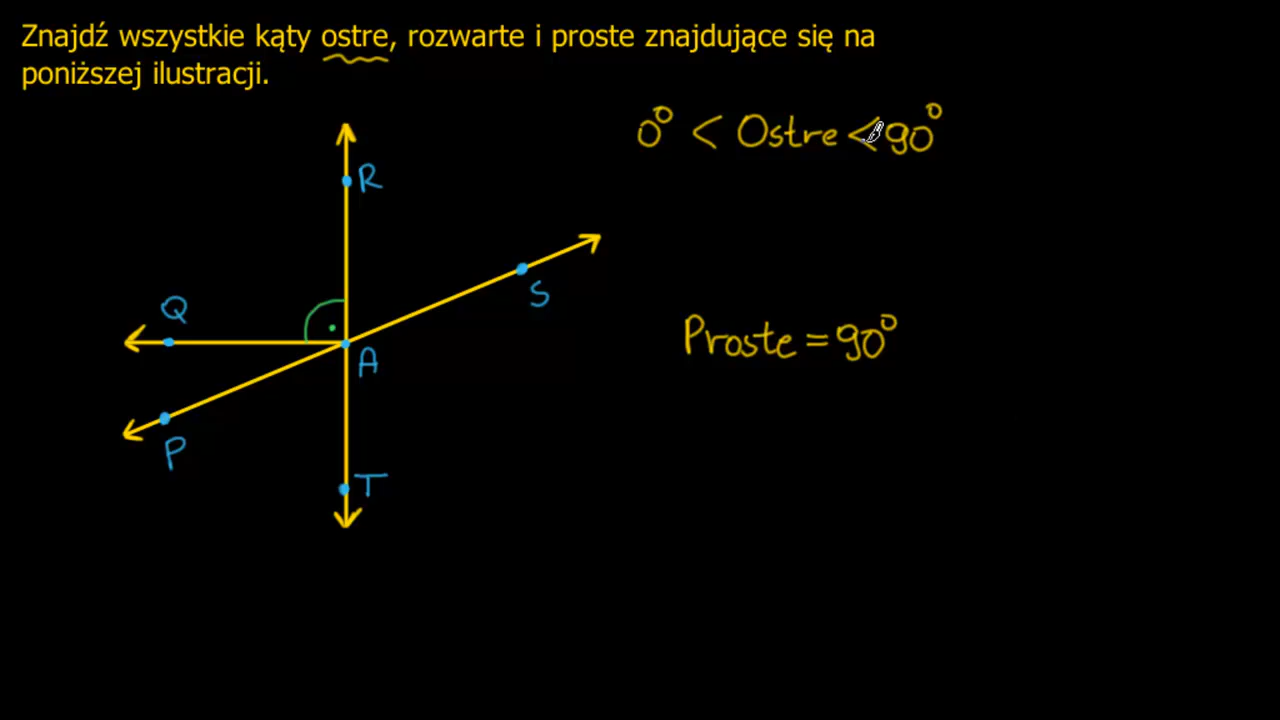 Znajdź wszystkie kąty ostre, rozwarte i proste znajdujące się na
poniższej ilustracji.
0° < Ostre < 90°
R
S
Q
Proste = 90°
A
P
T